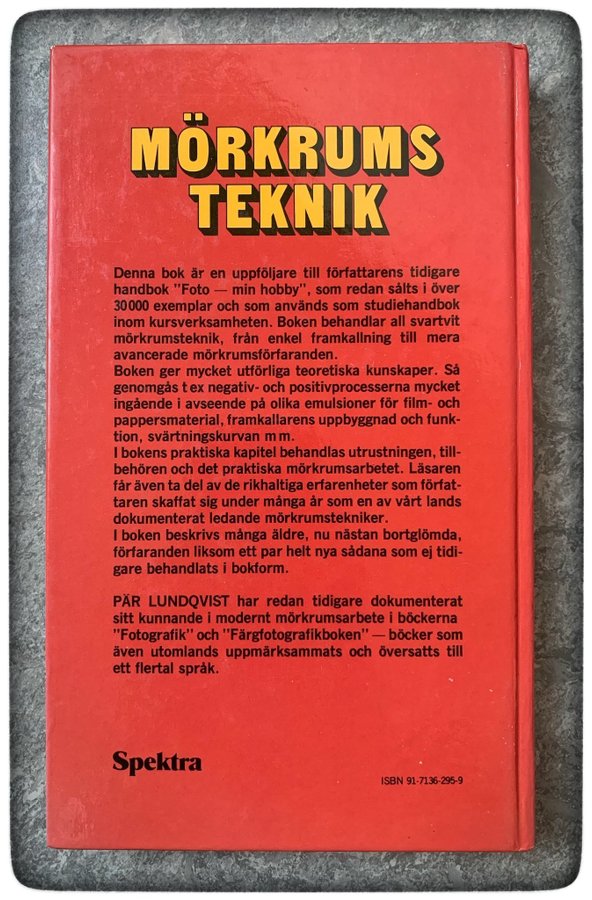 MÖRKRUMS
TEKNIK
Denna bok är en uppföljare till författarens tidigare
handbok "Foto — min hobby", som redan sålts i över
30000 exemplar och som används som studiehandbok
inom kursverksamheten. Boken behandlar all svartvit
mörkrumsteknik, från enkel framkallning till mera
avancerade mörkrumsförfaranden.
Boken ger mycket utförliga teoretiska kunskaper. Så
genomgås t ex negativ- och positivprocesserna mycket
ingående i avseende på olika emulsioner för film- och
pappersmaterial, framkallarens uppbyggnad och funk-
tion, svärtningskurvan m m.
I bokens praktiska kapitel behandlas utrustningen, till-
behören och det praktiska mörkrumsarbetet. Läsaren
får även ta del av de rikhaltiga erfarenheter som förfat-
taren skaffat sig under många år som en av vårt lands
dokumenterat ledande mörkrumstekniker.
I boken beskrivs många äldre, nu nästan bortglömda,
förfaranden liksom ett par helt nya sådana som ej tidi-
gare behandlats i bokform.
PÄR LUNDQVIST har redan tidigare dokumenterat
sitt kunnande i modernt mörkrumsarbete i böckerna
"Fotografik" och "Färgfotografikboken" — böcker som
även utomlands uppmärksammats och översatts till
ett flertal språk.
Spektra
ISBN 91-7136-295-9